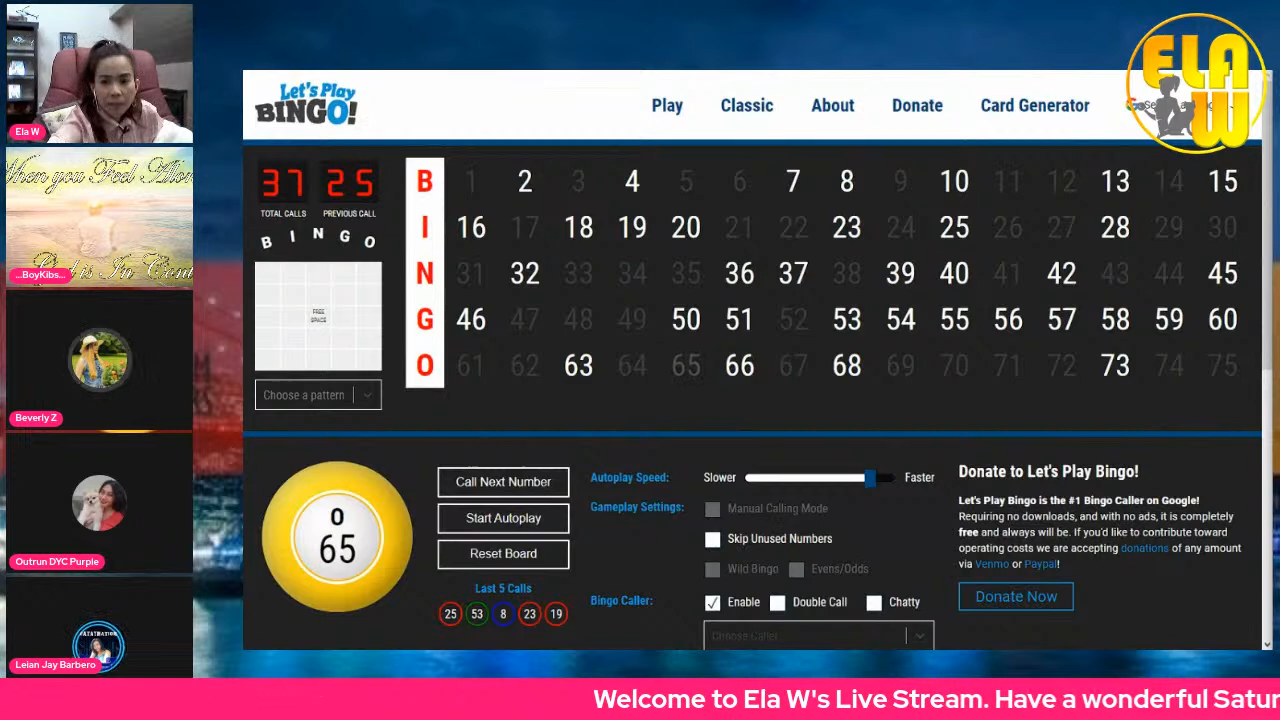 Ela W
When you Feel Alone
God is In Cont
...BoyKibs...
Beverly Z
Outrun DYC Purple
Leian Jay Barbero
ELA
W
Let's Play
BINGO!
Play Classic About Donate Card Generator
37 25
TOTAL CALLS PREVIOUS CALL
B I N G O
FREE
SPACE
Choose a pattern
B 1 2 3 4 5 6 7 8 9 10 11 12 13 14 15
I 16 17 18 19 20 21 22 23 24 25 26 27 28 29 30
N 31 32 33 34 35 36 37 38 39 40 41 42 43 44 45
G 46 47 48 49 50 51 52 53 54 55 56 57 58 59 60
O 61 62 63 64 65 66 67 68 69 70 71 72 73 74 75
O
65
Call Next Number
Start Autoplay
Reset Board
Last 5 Calls
25 53 8 23 19
Autoplay Speed: Slower Faster
Gameplay Settings: Manual Calling Mode
Skip Unused Numbers
Wild Bingo Evens/Odds
Bingo Caller: Enable Double Call Chatty
Choose Caller
Donate to Let's Play Bingo!
Let's Play Bingo is the #1 Bingo Caller on Google!
Requiring no downloads, and with no ads, it is completely
free and always will be. If you'd like to contribute toward
operating costs we are accepting donations of any amount
via Venmo or Paypal!
Donate Now
Welcome to Ela W's Live Stream. Have a wonderful Satur